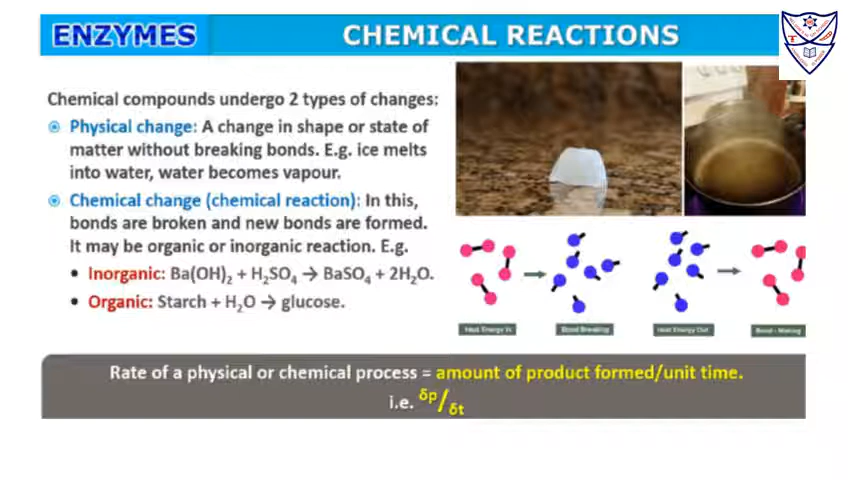 ENZYMES
CHEMICAL REACTIONS
Chemical compounds undergo 2 types of changes:
Physical change: A change in shape or state of
matter without breaking bonds. E.g. ice melts
into water, water becomes vapour.
Chemical change (chemical reaction): In this,
bonds are broken and new bonds are formed.
It may be organic or inorganic reaction. E.g.
• Inorganic: Ba(OH)₂ + H₂SO₄ → BaSO₄ + 2H₂O.
• Organic: Starch + H₂O → glucose.
Heat Energy In
Bond Breaking
Heat Energy Out
Bond - Making
Rate of a physical or chemical process = amount of product formed/unit time.
i.e. δp/δt